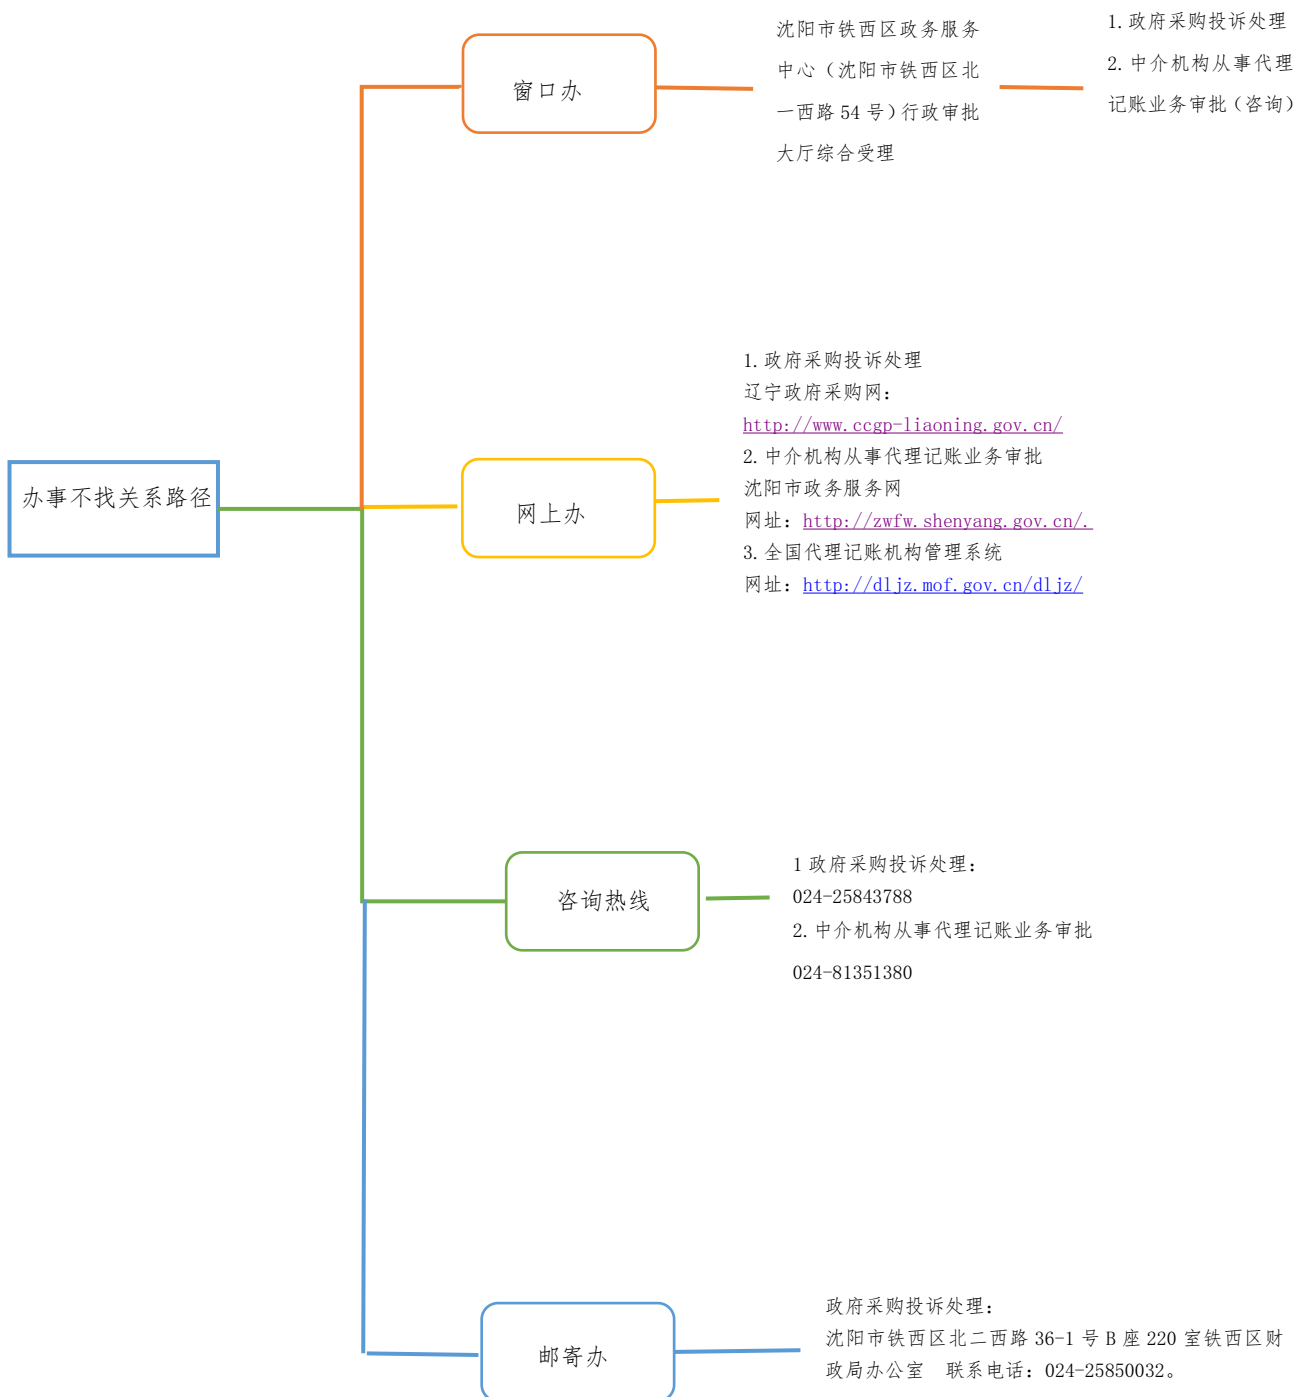 办事不找关系路径
窗口办
沈阳市铁西区政务服务
中心（沈阳市铁西区北
一西路 54 号）行政审批
大厅综合受理
1. 政府采购投诉处理
2. 中介机构从事代理
记账业务审批（咨询）
网上办
1. 政府采购投诉处理
辽宁政府采购网：
http://www.ccgp-liaoning.gov.cn/
2. 中介机构从事代理记账业务审批
沈阳市政务服务网
网址：http://zwfw.shenyang.gov.cn/.
3. 全国代理记账机构管理系统
网址：http://dljz.mof.gov.cn/dljz/
咨询热线
1 政府采购投诉处理：
024-25843788
2. 中介机构从事代理记账业务审批
024-81351380
邮寄办
政府采购投诉处理：
沈阳市铁西区北二西路 36-1 号 B 座 220 室铁西区财
政局办公室　联系电话：024-25850032。